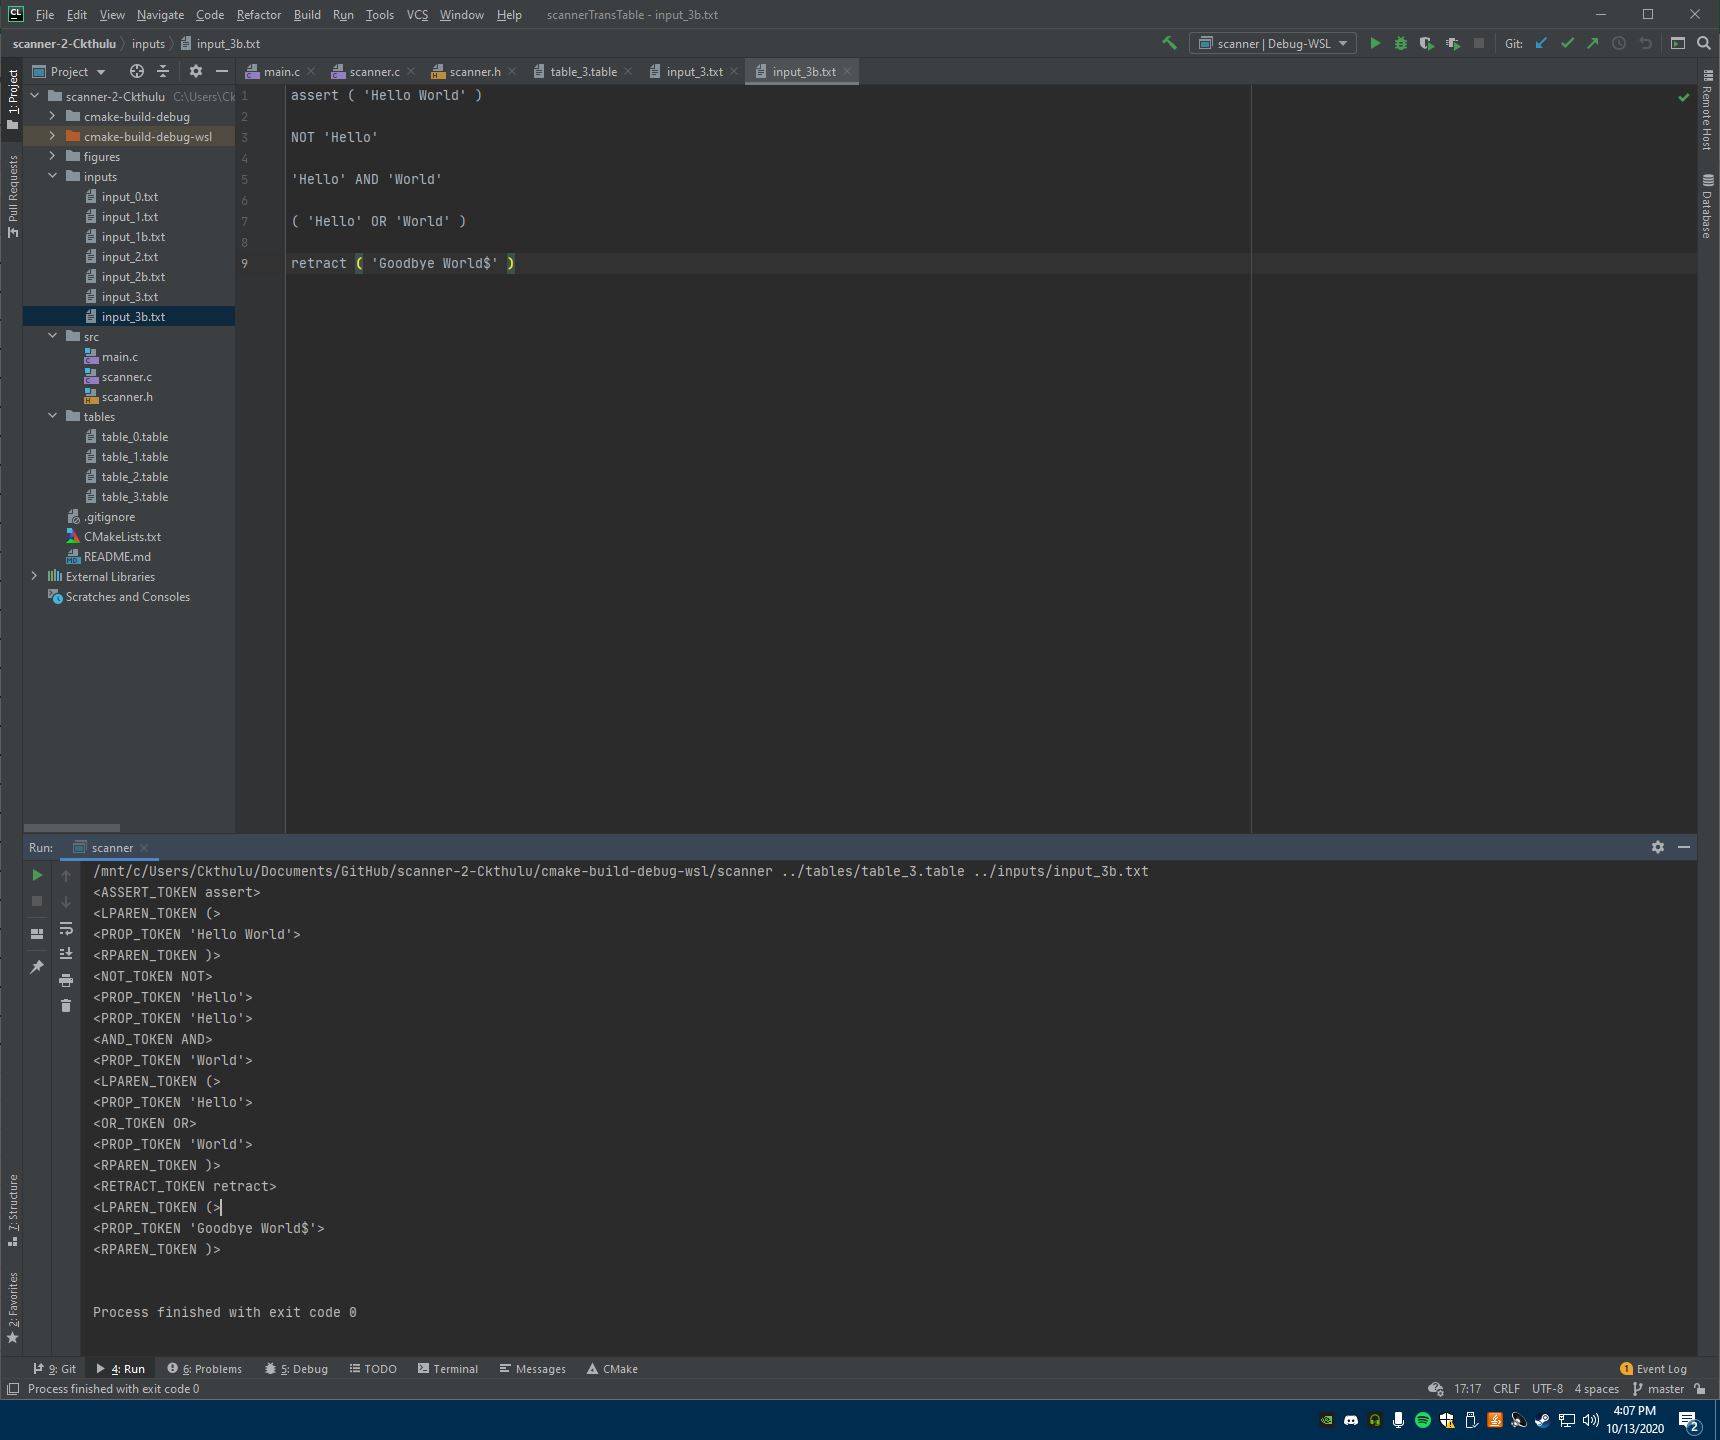 CL File Edit View Navigate Code Refactor Build Run Tools VCS Window Help scannerTransTable - input_3b.txt
scanner-2-Ckthulu inputs input_3b.txt
scanner | Debug-WSL Git:
1: Project
Pull Requests
7: Structure
2: Favorites
Remote Host
Database
Project
main.c scanner.c scanner.h table_3.table input_3.txt input_3b.txt
scanner-2-Ckthulu C:\Users\Ck
cmake-build-debug
cmake-build-debug-wsl
figures
inputs
input_0.txt
input_1.txt
input_1b.txt
input_2.txt
input_2b.txt
input_3.txt
input_3b.txt
src
main.c
scanner.c
scanner.h
tables
table_0.table
table_1.table
table_2.table
table_3.table
.gitignore
CMakeLists.txt
README.md
External Libraries
Scratches and Consoles
1 assert ( 'Hello World' )
2
3 NOT 'Hello'
4
5 'Hello' AND 'World'
6
7 ( 'Hello' OR 'World' )
8
9 retract ( 'Goodbye World$' )
Run: scanner
/mnt/c/Users/Ckthulu/Documents/GitHub/scanner-2-Ckthulu/cmake-build-debug-wsl/scanner ../tables/table_3.table ../inputs/input_3b.txt
<ASSERT_TOKEN assert>
<LPAREN_TOKEN (>
<PROP_TOKEN 'Hello World'>
<RPAREN_TOKEN )>
<NOT_TOKEN NOT>
<PROP_TOKEN 'Hello'>
<PROP_TOKEN 'Hello'>
<AND_TOKEN AND>
<PROP_TOKEN 'World'>
<LPAREN_TOKEN (>
<PROP_TOKEN 'Hello'>
<OR_TOKEN OR>
<PROP_TOKEN 'World'>
<RPAREN_TOKEN )>
<RETRACT_TOKEN retract>
<LPAREN_TOKEN (>
<PROP_TOKEN 'Goodbye World$'>
<RPAREN_TOKEN )>
Process finished with exit code 0
9: Git 4: Run 6: Problems 5: Debug TODO Terminal Messages CMake 1 Event Log
Process finished with exit code 0 17:17 CRLF UTF-8 4 spaces master
4:07 PM
10/13/2020
2